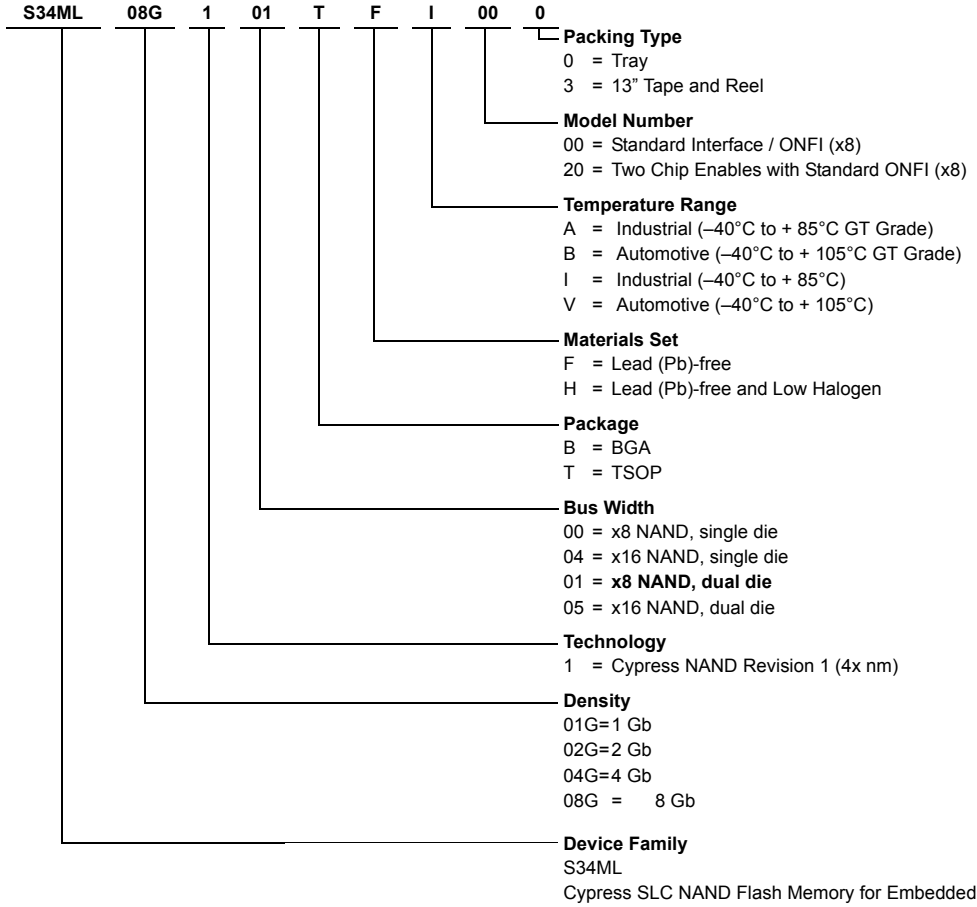 S34ML 08G 1 01 T F I 00 0
Packing Type
0 = Tray
3 = 13” Tape and Reel
Model Number
00 = Standard Interface / ONFI (x8)
20 = Two Chip Enables with Standard ONFI (x8)
Temperature Range
A = Industrial (–40°C to + 85°C GT Grade)
B = Automotive (–40°C to + 105°C GT Grade)
I = Industrial (–40°C to + 85°C)
V = Automotive (–40°C to + 105°C)
Materials Set
F = Lead (Pb)-free
H = Lead (Pb)-free and Low Halogen
Package
B = BGA
T = TSOP
Bus Width
00 = x8 NAND, single die
04 = x16 NAND, single die
01 = x8 NAND, dual die
05 = x16 NAND, dual die
Technology
1 = Cypress NAND Revision 1 (4x nm)
Density
01G=1 Gb
02G=2 Gb
04G=4 Gb
08G = 8 Gb
Device Family
S34ML
Cypress SLC NAND Flash Memory for Embedded